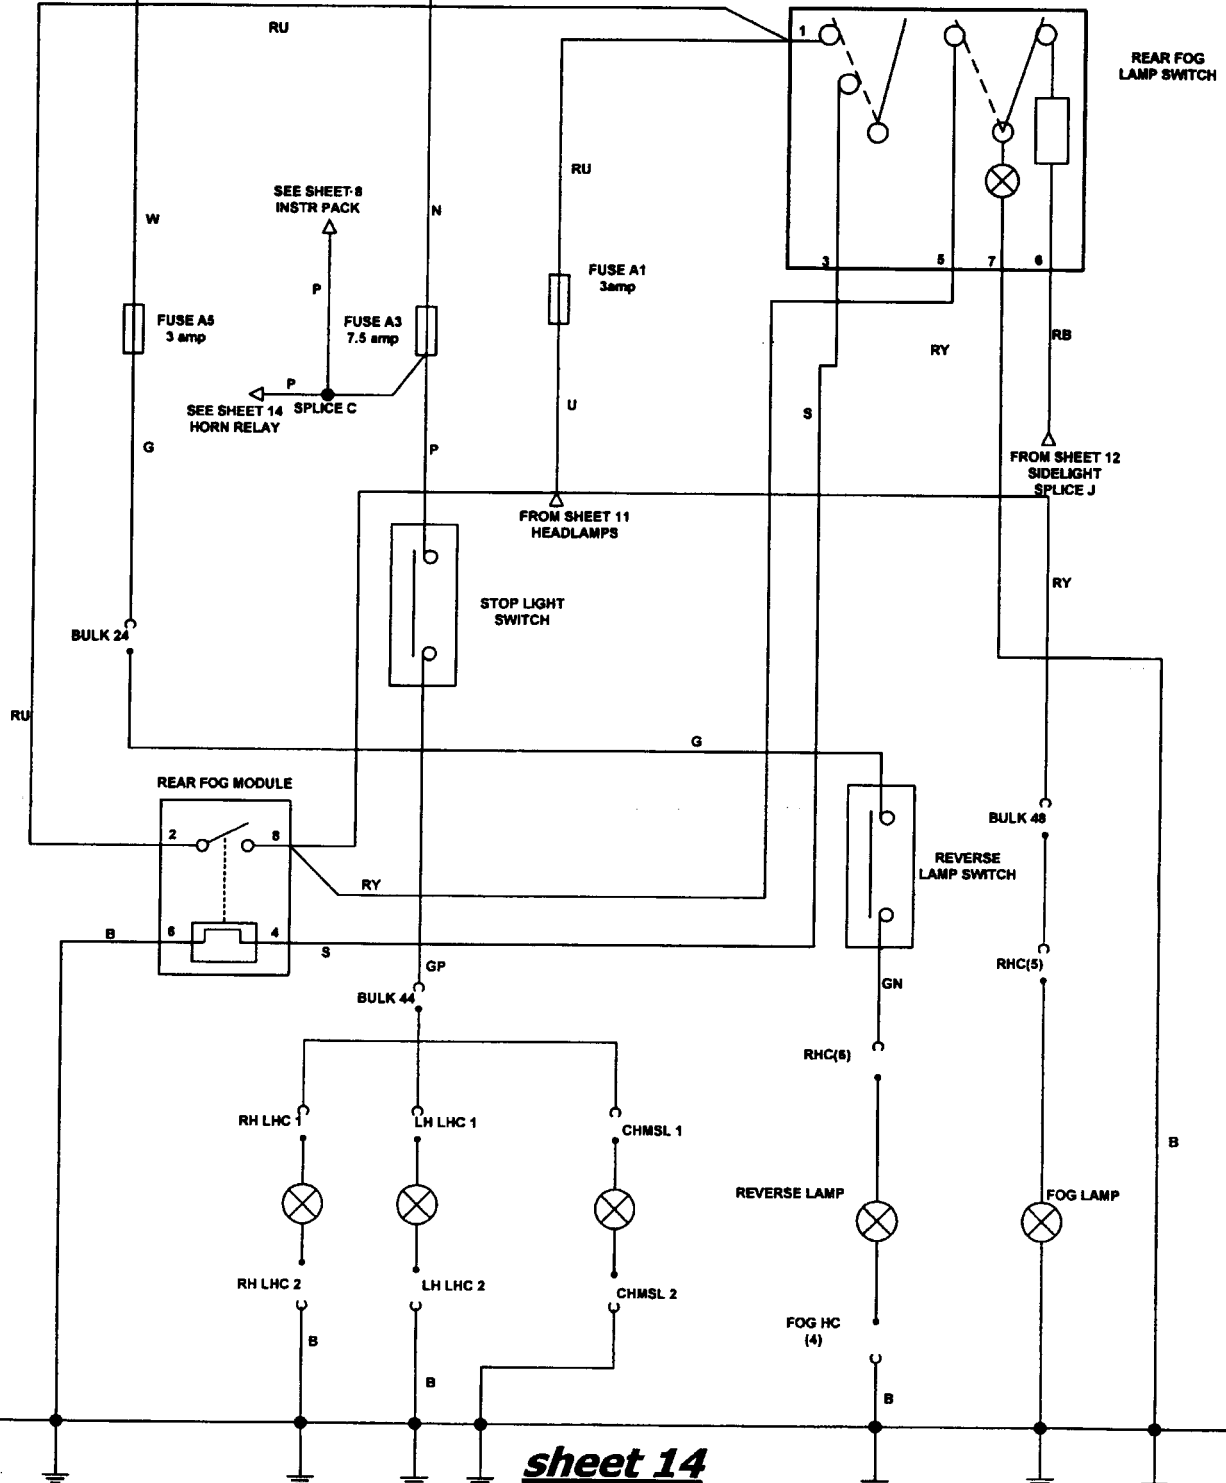 RU
1
REAR FOG
LAMP SWITCH
RU
SEE SHEET 8
INSTR PACK
W
N
3
5
7
6
FUSE A1
3amp
P
FUSE A5
3 amp
FUSE A3
7.5 amp
RY
RB
P
SPLICE C
SEE SHEET 14
HORN RELAY
U
S
G
P
FROM SHEET 12
SIDELIGHT
SPLICE J
FROM SHEET 11
HEADLAMPS
RY
STOP LIGHT
SWITCH
BULK 24
RU
G
REAR FOG MODULE
2
8
BULK 48
REVERSE
LAMP SWITCH
RY
B
6
4
S
GP
RHC(5)
GN
BULK 44
RHC(6)
RH LHC 1
LH LHC 1
CHMSL 1
B
REVERSE LAMP
FOG LAMP
RH LHC 2
LH LHC 2
CHMSL 2
FOG HC
(4)
B
B
B
sheet 14